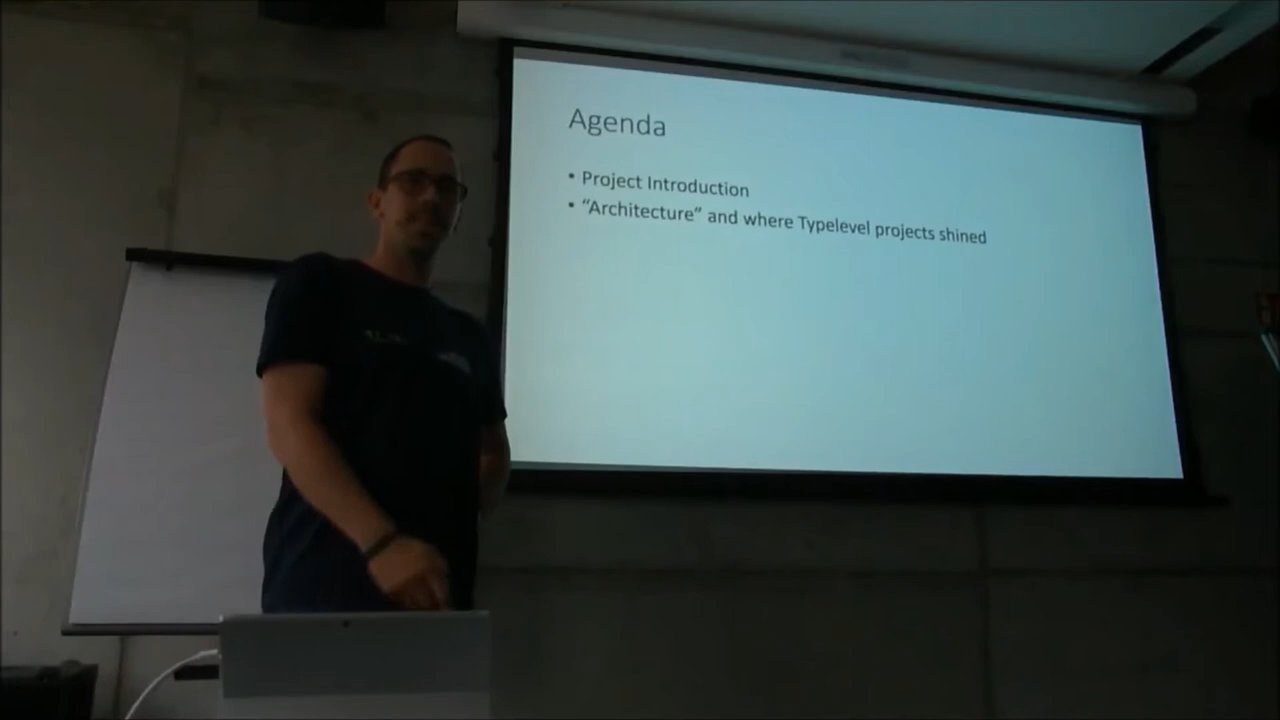 Agenda
• Project Introduction
• “Architecture” and where Typelevel projects shined